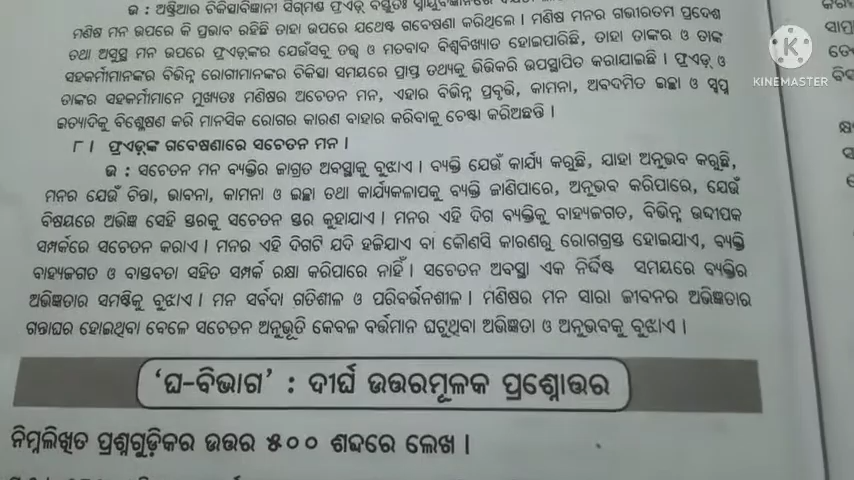 ଉ : ଅଷ୍ଟ୍ରିଆର ଚିକିତ୍ସାବିଜ୍ଞାନୀ ସିଗ୍‌ମଣ୍ଡ ଫ୍ରଏଡ୍
ମଣିଷ ମନ ଉପରେ କି ପ୍ରଭାବ ରହିଛି ତାହା ଉପରେ ଯଥେଷ୍ଟ ଗବେଷଣା କରିଥିଲେ । ମଣିଷ ମନର ଗଭୀରତମ ପ୍ରଦେଶ
ତଥା ଅସୁସ୍ଥ ମନ ଉପରେ ଫ୍ରଏଡ୍‌ଙ୍କର ଯେଉଁସବୁ ତତ୍ତ୍ୱ ଓ ମତବାଦ ବିଶ୍ୱବିଖ୍ୟାତ ହୋଇପାରିଛି, ତାହା ତାଙ୍କର ଓ ତାଙ୍କ
ସହକର୍ମୀମାନଙ୍କର ବିଭିନ୍ନ ରୋଗୀମାନଙ୍କର ଚିକିତ୍ସା ସମୟରେ ପ୍ରାପ୍ତ ତଥ୍ୟକୁ ଭିତ୍ତିକରି ଉପସ୍ଥାପିତ କରାଯାଇଛି । ଫ୍ରଏଡ୍ ଓ
ତାଙ୍କର ସହକର୍ମୀମାନେ ମୁଖ୍ୟତଃ ମଣିଷର ଅଚେତନ ମନ, ଏହାର ବିଭିନ୍ନ ପ୍ରବୃତ୍ତି, କାମନା, ଅବଦମିତ ଇଚ୍ଛା ଓ ସ୍ୱପ୍ନ
ଇତ୍ୟାଦିକୁ ବିଶ୍ଳେଷଣ କରି ମାନସିକ ରୋଗର କାରଣ ବାହାର କରିବାକୁ ଚେଷ୍ଟା କରିଅଛନ୍ତି ।
୮ । ଫ୍ରଏଡ୍‌ଙ୍କ ଗବେଷଣାରେ ସଚେତନ ମନ ।
ଉ : ସଚେତନ ମନ ବ୍ୟକ୍ତିର ଜାଗ୍ରତ ଅବସ୍ଥାକୁ ବୁଝାଏ । ବ୍ୟକ୍ତି ଯେଉଁ କାର୍ଯ୍ୟ କରୁଛି, ଯାହା ଅନୁଭବ କରୁଛି,
ମନର ଯେଉଁ ଚିନ୍ତା, ଭାବନା, କାମନା ଓ ଇଚ୍ଛା ତଥା କାର୍ଯ୍ୟକଳାପକୁ ବ୍ୟକ୍ତି ଜାଣିପାରେ, ଅନୁଭବ କରିପାରେ, ଯେଉଁ
ବିଷୟରେ ଅଭିଜ୍ଞ ସେହି ସ୍ତରକୁ ସଚେତନ ସ୍ତର କୁହାଯାଏ । ମନର ଏହି ଦିଗ ବ୍ୟକ୍ତିକୁ ବାହ୍ୟଜଗତ, ବିଭିନ୍ନ ଉଦ୍ଦୀପକ
ସମ୍ପର୍କରେ ସଚେତନ କରାଏ । ମନର ଏହି ଦିଗଟି ଯଦି ହଜିଯାଏ ବା କୌଣସି କାରଣରୁ ରୋଗଗ୍ରସ୍ତ ହୋଇଯାଏ, ବ୍ୟକ୍ତି
ବାହ୍ୟଜଗତ ଓ ବାସ୍ତବତା ସହିତ ସମ୍ପର୍କ ରକ୍ଷା କରିପାରେ ନାହିଁ । ସଚେତନ ଅବସ୍ଥା ଏକ ନିର୍ଦ୍ଦିଷ୍ଟ ସମୟରେ ବ୍ୟକ୍ତିର
ଅଭିଜ୍ଞତାର ସମଷ୍ଟିକୁ ବୁଝାଏ । ମନ ସର୍ବଦା ଗତିଶୀଳ ଓ ପରିବର୍ତ୍ତନଶୀଳ । ମଣିଷର ମନ ସାରା ଜୀବନର ଅଭିଜ୍ଞତାର
ଗନ୍ତାଘର ହୋଇଥିବା ବେଳେ ସଚେତନ ଅନୁଭୂତି କେବଳ ବର୍ତ୍ତମାନ ଘଟୁଥିବା ଅଭିଜ୍ଞତା ଓ ଅନୁଭବକୁ ବୁଝାଏ ।
‘ଘ-ବିଭାଗ’ : ଦୀର୍ଘ ଉତ୍ତରମୂଳକ ପ୍ରଶ୍ନୋତ୍ତର
ନିମ୍ନଲିଖିତ ପ୍ରଶ୍ନଗୁଡ଼ିକର ଉତ୍ତର ୫୦୦ ଶବ୍ଦରେ ଲେଖ ।
KINEMASTER